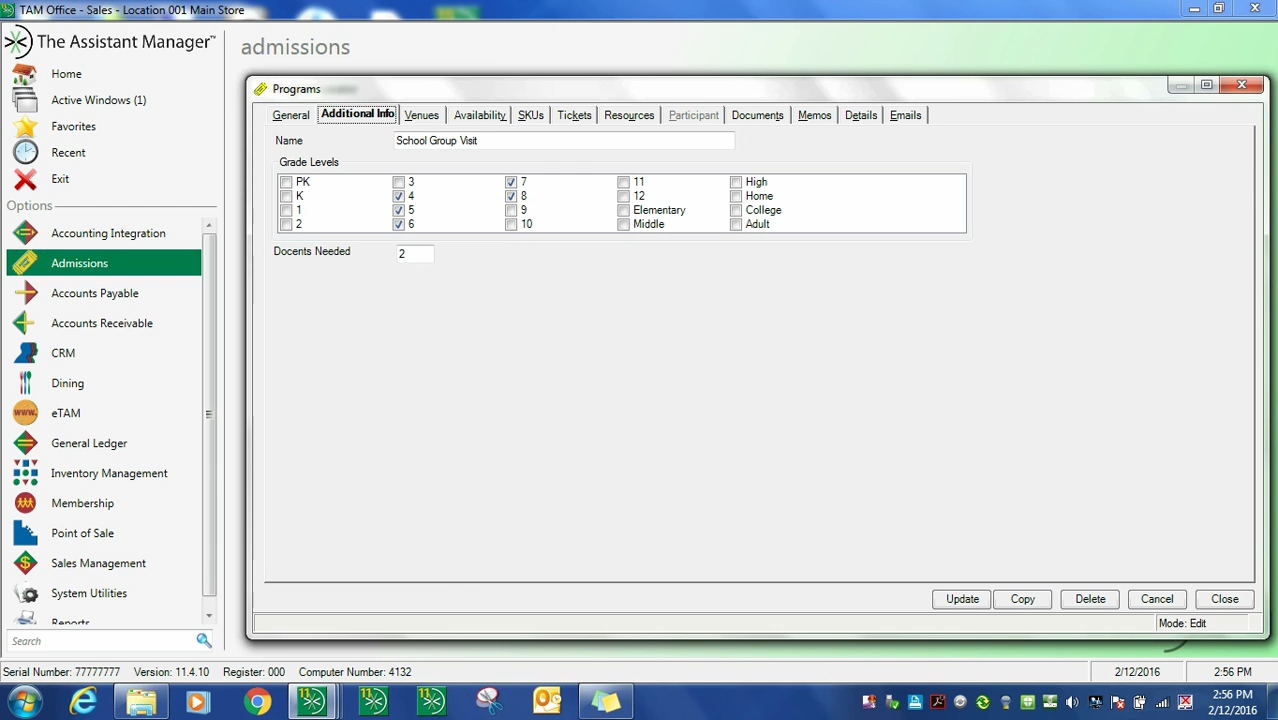 TAM Office - Sales - Location 001 Main Store
The Assistant Manager™
admissions
Home
Active Windows (1)
Favorites
Recent
Exit
Options
Accounting Integration
Admissions
Accounts Payable
Accounts Receivable
CRM
Dining
www.
eTAM
General Ledger
Inventory Management
Membership
Point of Sale
Sales Management
System Utilities
Reports
Search
Programs
General Additional Info Venues Availability SKUs Tickets Resources Participant Documents Memos Details Emails
Name School Group Visit
Grade Levels
PK 3 7 11 High
K 4 8 12 Home
1 5 9 Elementary College
2 6 10 Middle Adult
Docents Needed 2
Update Copy Delete Cancel Close
Mode: Edit
Serial Number: 77777777 Version: 11.4.10 Register: 000 Computer Number: 4132 2/12/2016 2:56 PM
11 11 11
2:56 PM
2/12/2016